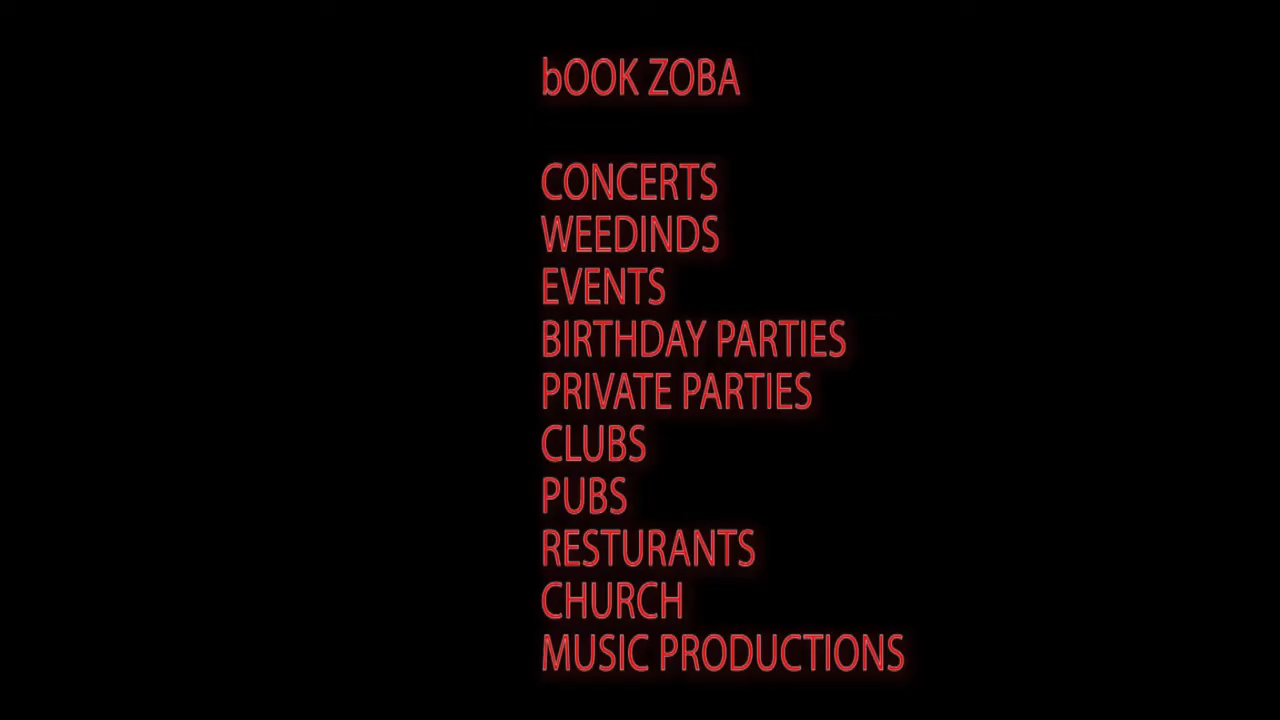 bOOK ZOBA
CONCERTS
WEEDINDS
EVENTS
BIRTHDAY PARTIES
PRIVATE PARTIES
CLUBS
PUBS
RESTURANTS
CHURCH
MUSIC PRODUCTIONS